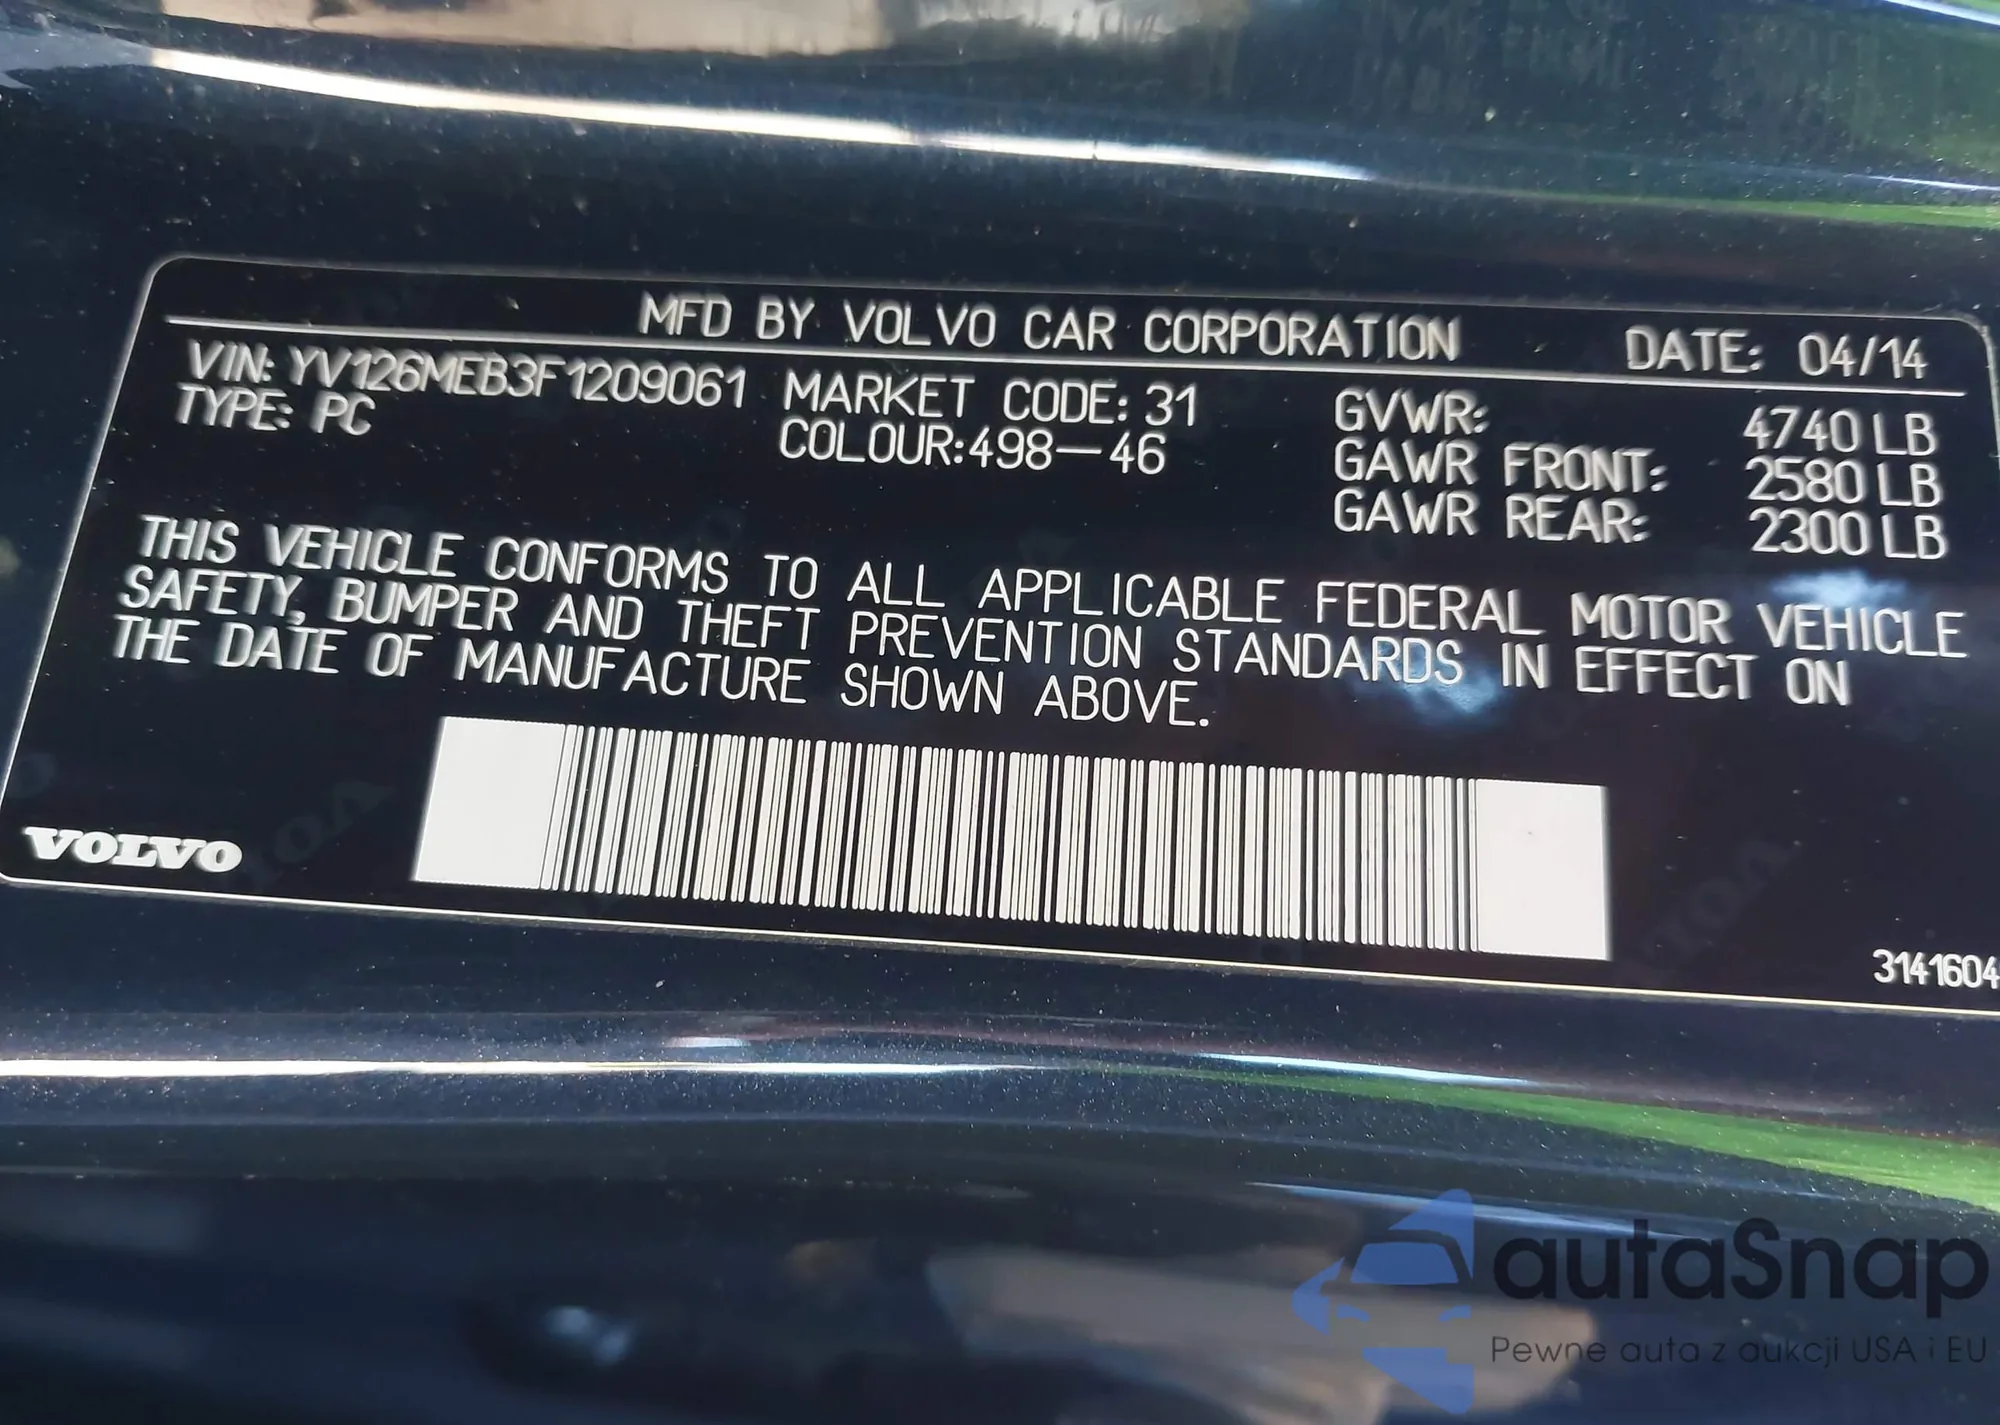 MFD BY VOLVO CAR CORPORATION DATE: 04/14
VIN: YV126MEB3F1209061 MARKET CODE: 31 GVWR: 4740 LB
TYPE: PC COLOUR:498-46 GAWR FRONT: 2580 LB
GAWR REAR: 2300 LB
THIS VEHICLE CONFORMS TO ALL APPLICABLE FEDERAL MOTOR VEHICLE
SAFETY, BUMPER AND THEFT PREVENTION STANDARDS IN EFFECT ON
THE DATE OF MANUFACTURE SHOWN ABOVE.
VOLVO
3141604
autaSnap
Pewne auta z aukcji USA i EU